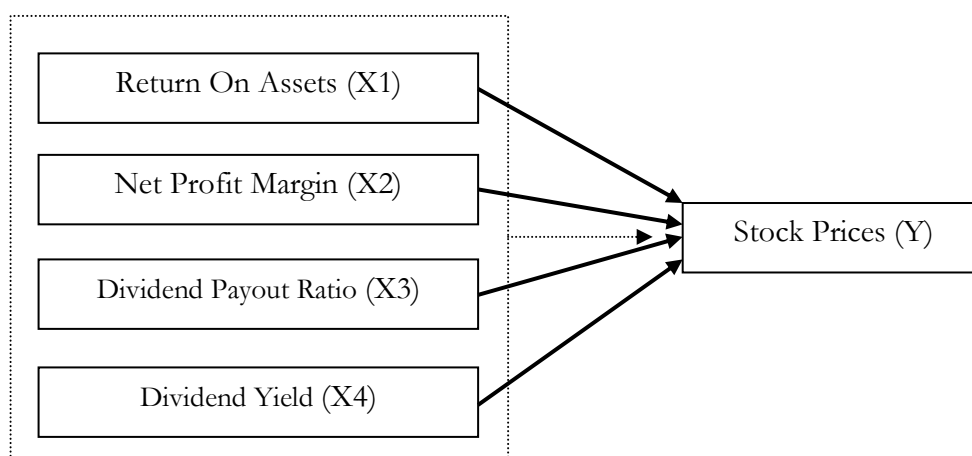 Return On Assets (X1)
Net Profit Margin (X2)
Stock Prices (Y)
Dividend Payout Ratio (X3)
Dividend Yield (X4)